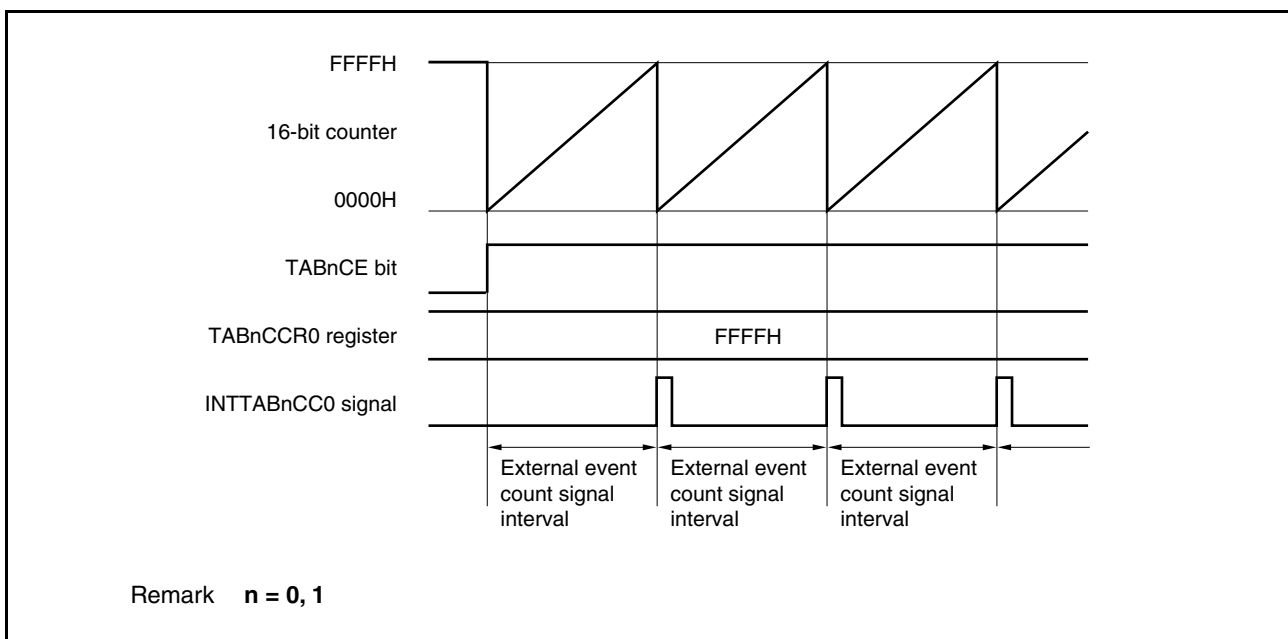 FFFFH
16-bit counter
0000H
TABnCE bit
TABnCCR0 register
FFFFH
INTTABnCC0 signal
External event
count signal
interval
External event
count signal
interval
External event
count signal
interval
Remark n = 0, 1